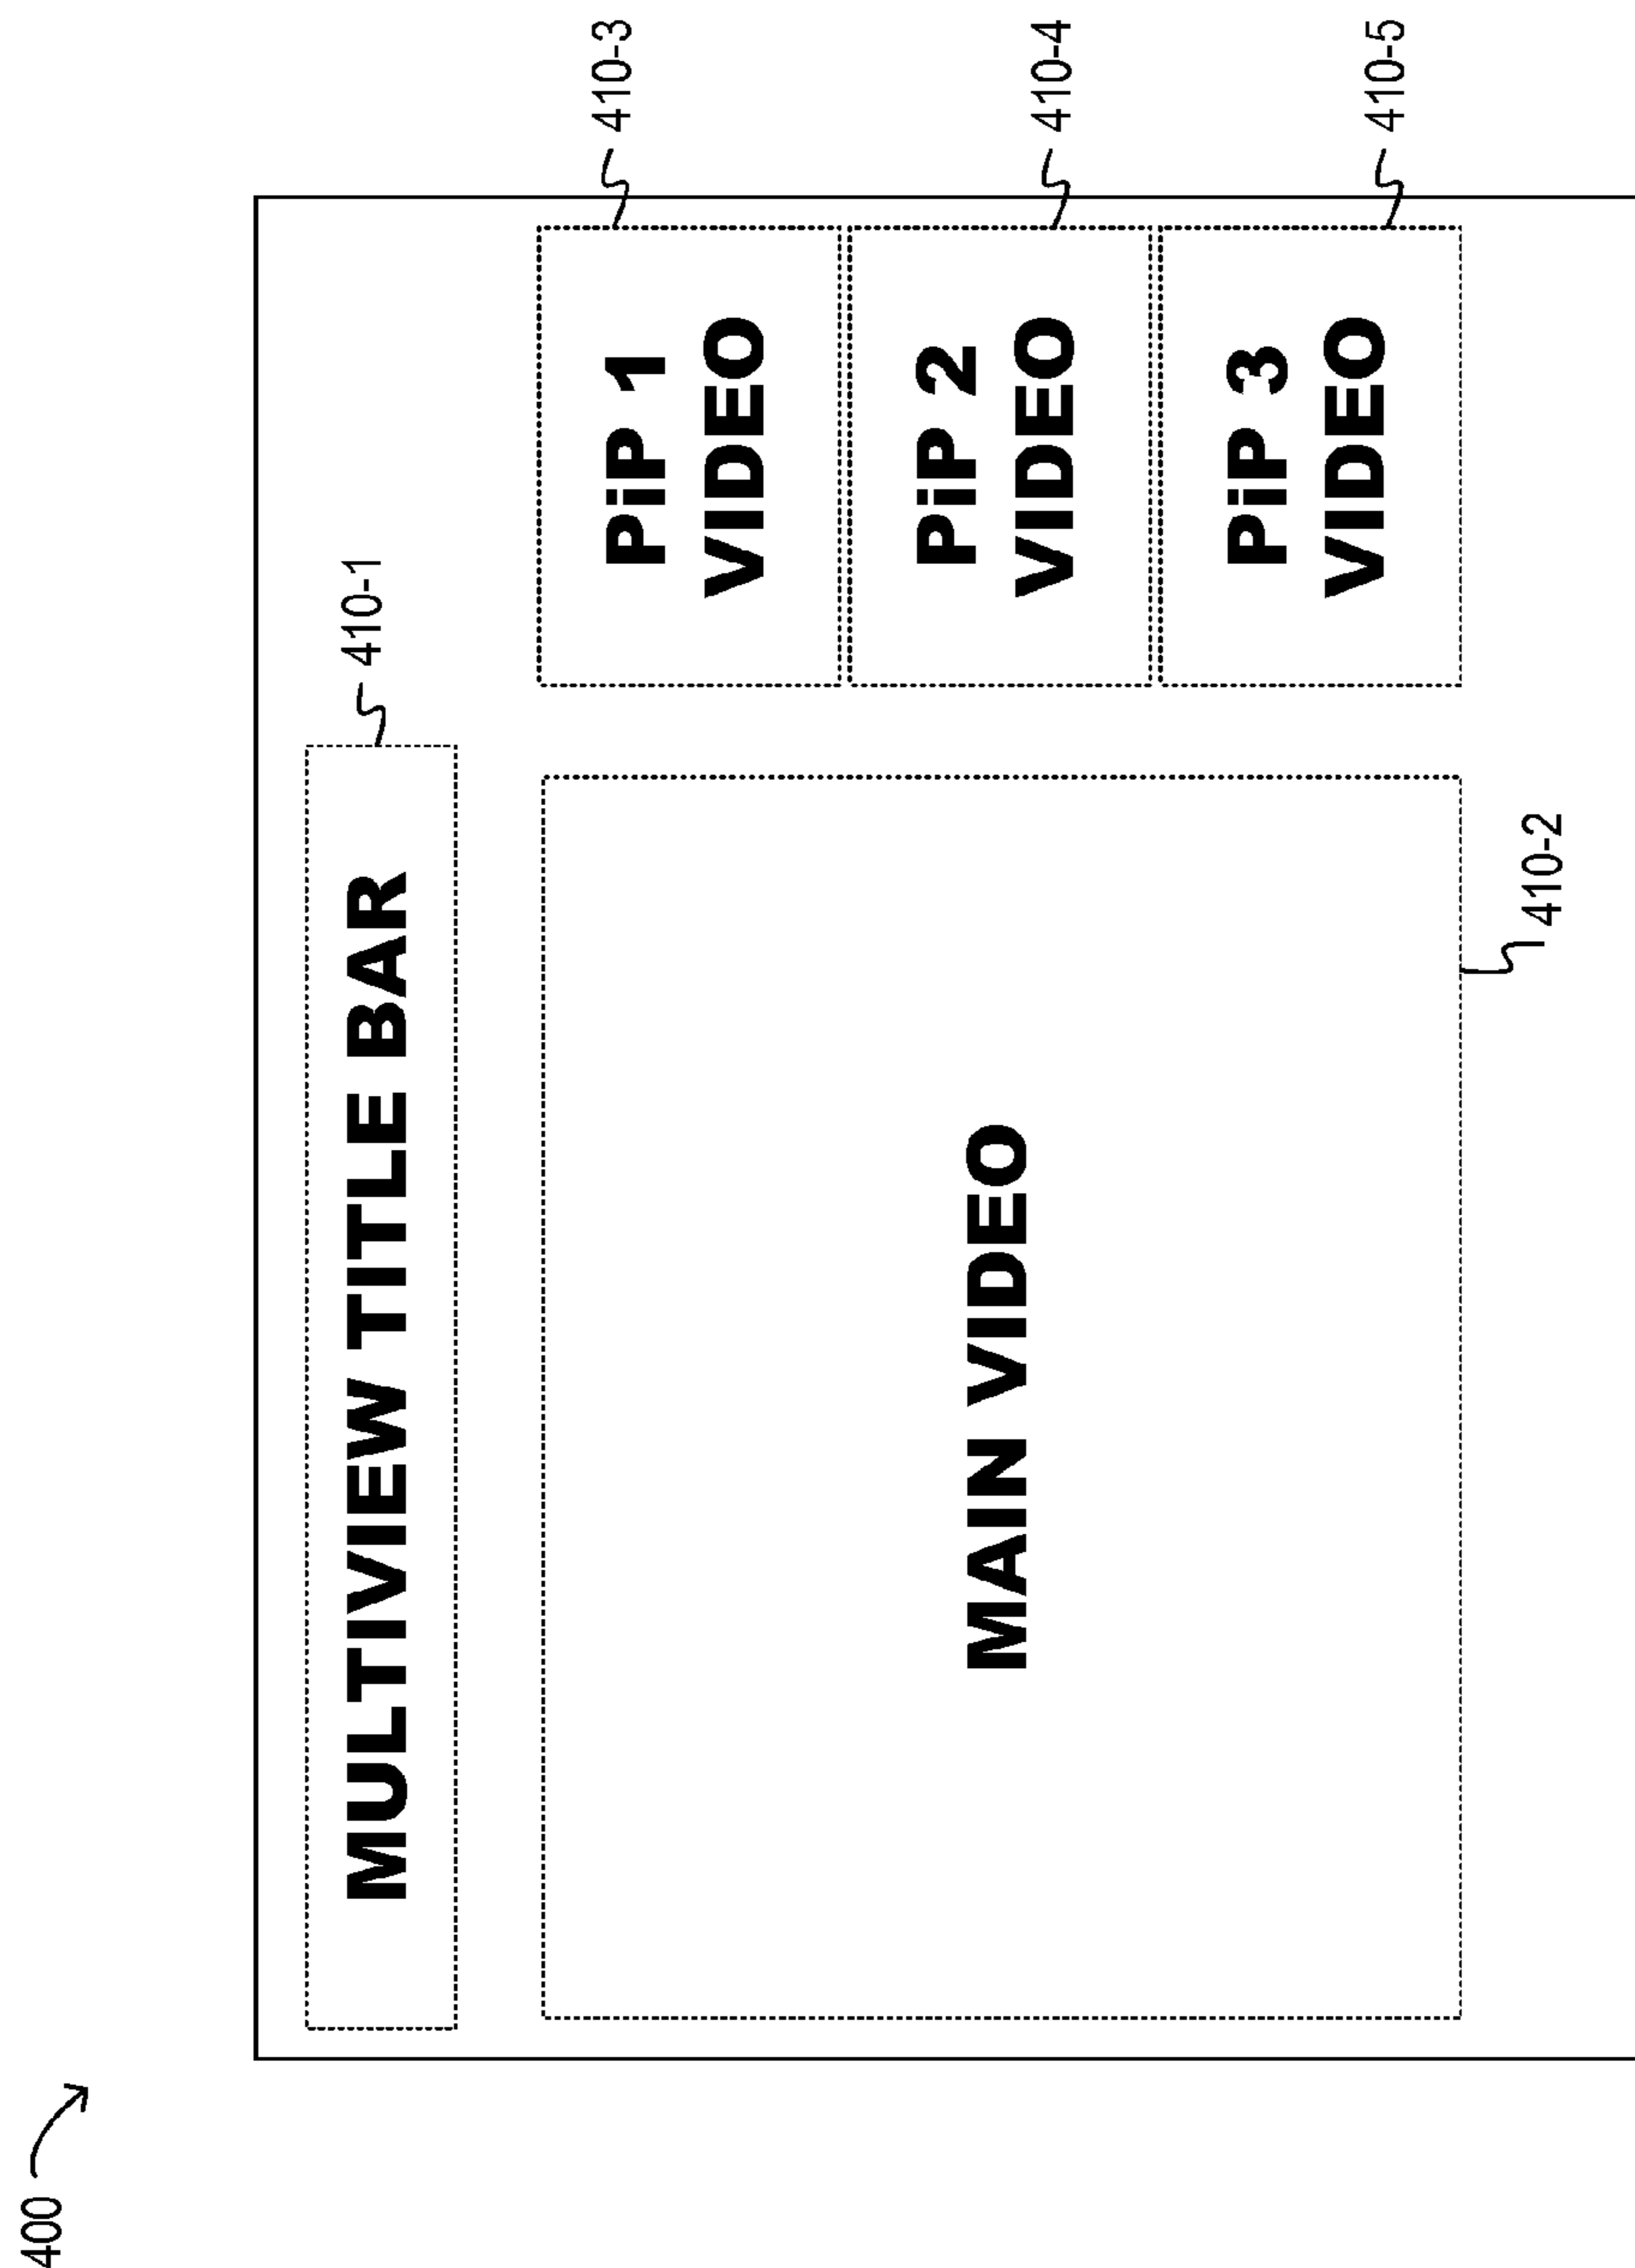 400
MULTIVIEW TITLE BAR
410-1
MAIN VIDEO
410-2
PiP 1
VIDEO
410-3
PiP 2
VIDEO
410-4
PiP 3
VIDEO
410-5